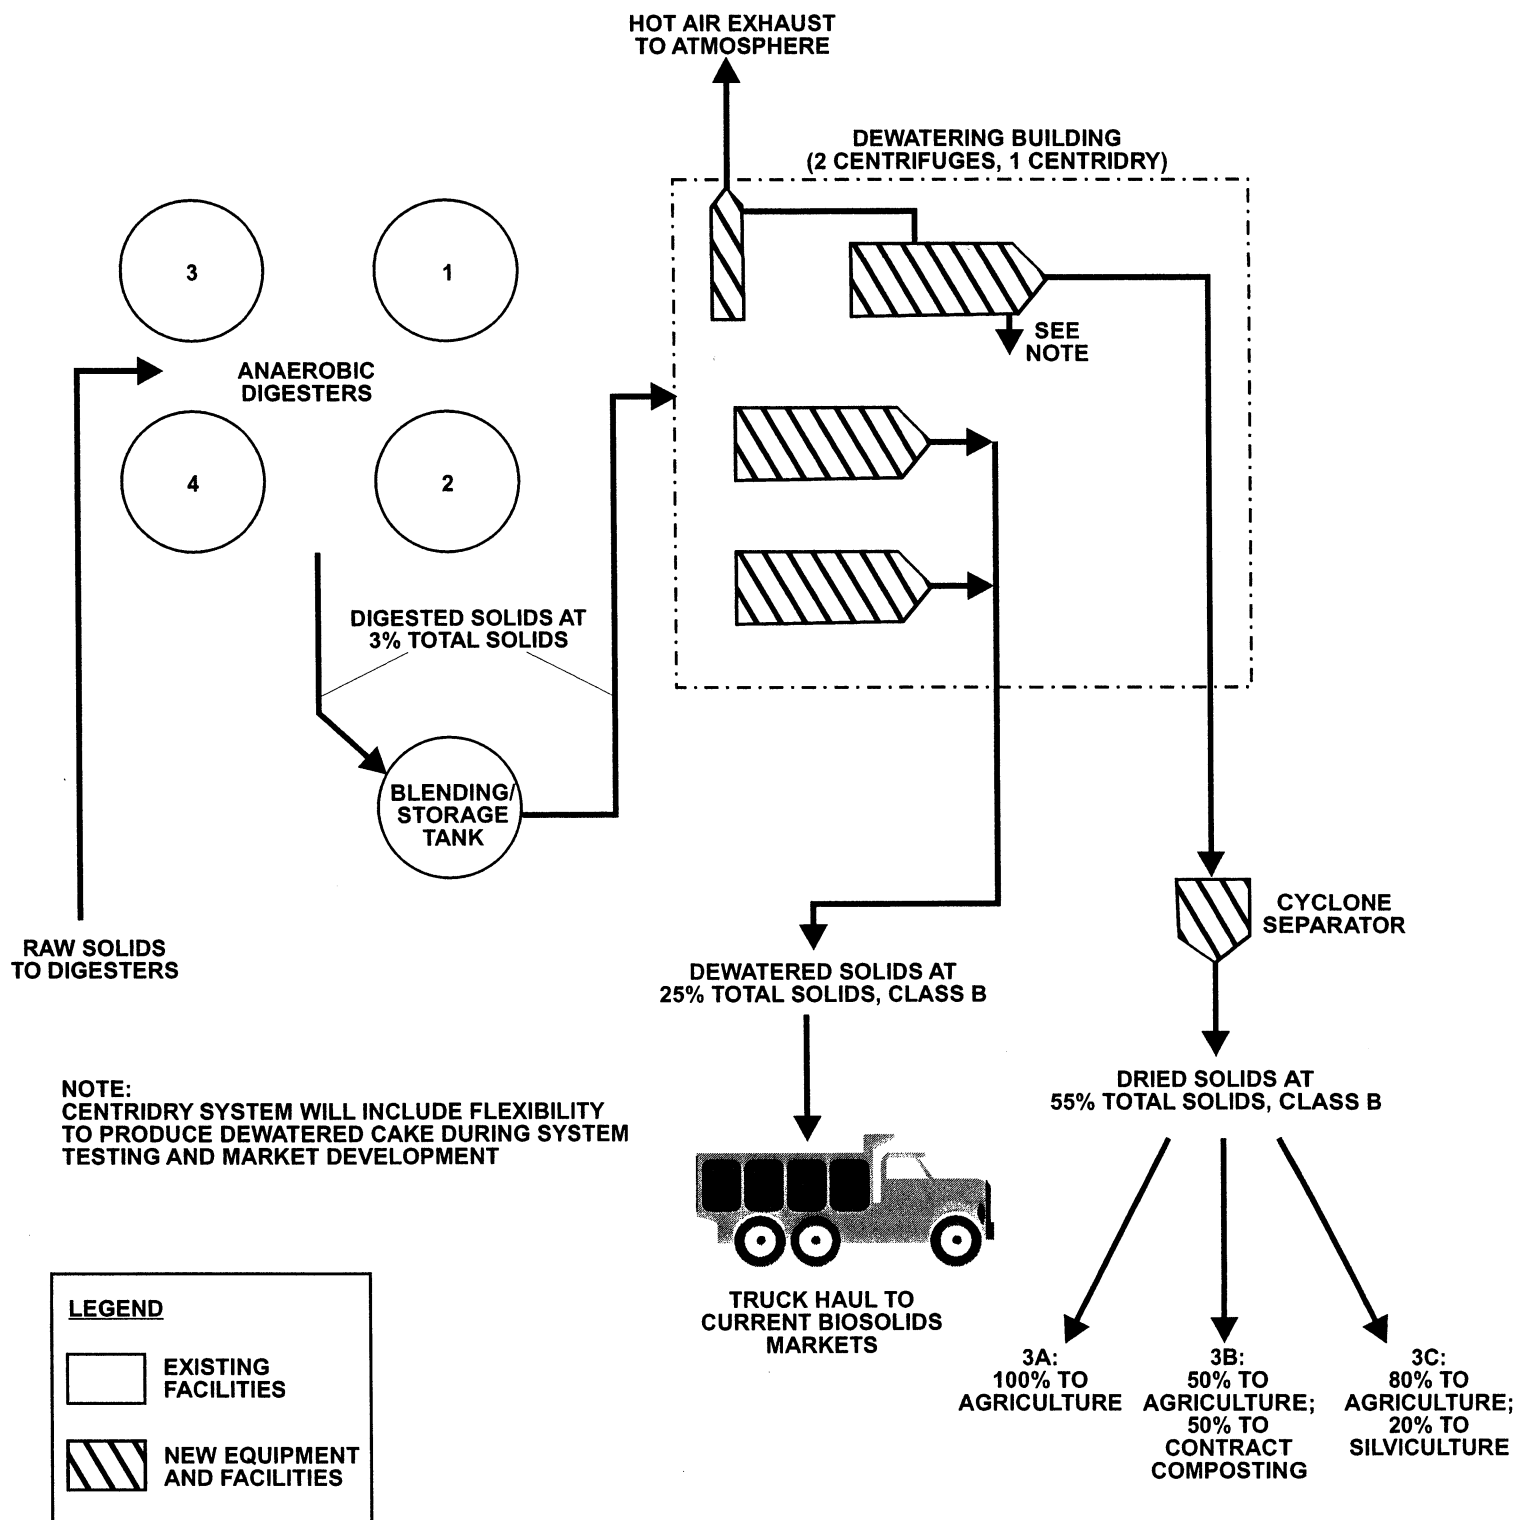 HOT AIR EXHAUST
TO ATMOSPHERE
DEWATERING BUILDING
(2 CENTRIFUGES, 1 CENTRIDRY)
3
1
SEE
NOTE
ANAEROBIC
DIGESTERS
4
2
DIGESTED SOLIDS AT
3% TOTAL SOLIDS
BLENDING/
STORAGE
TANK
RAW SOLIDS
TO DIGESTERS
CYCLONE
SEPARATOR
DEWATERED SOLIDS AT
25% TOTAL SOLIDS, CLASS B
DRIED SOLIDS AT
55% TOTAL SOLIDS, CLASS B
NOTE:
CENTRIDRY SYSTEM WILL INCLUDE FLEXIBILITY
TO PRODUCE DEWATERED CAKE DURING SYSTEM
TESTING AND MARKET DEVELOPMENT
TRUCK HAUL TO
CURRENT BIOSOLIDS
MARKETS
3A:
100% TO
AGRICULTURE
3B:
50% TO
AGRICULTURE;
50% TO
CONTRACT
COMPOSTING
3C:
80% TO
AGRICULTURE;
20% TO
SILVICULTURE
LEGEND
EXISTING
FACILITIES
NEW EQUIPMENT
AND FACILITIES